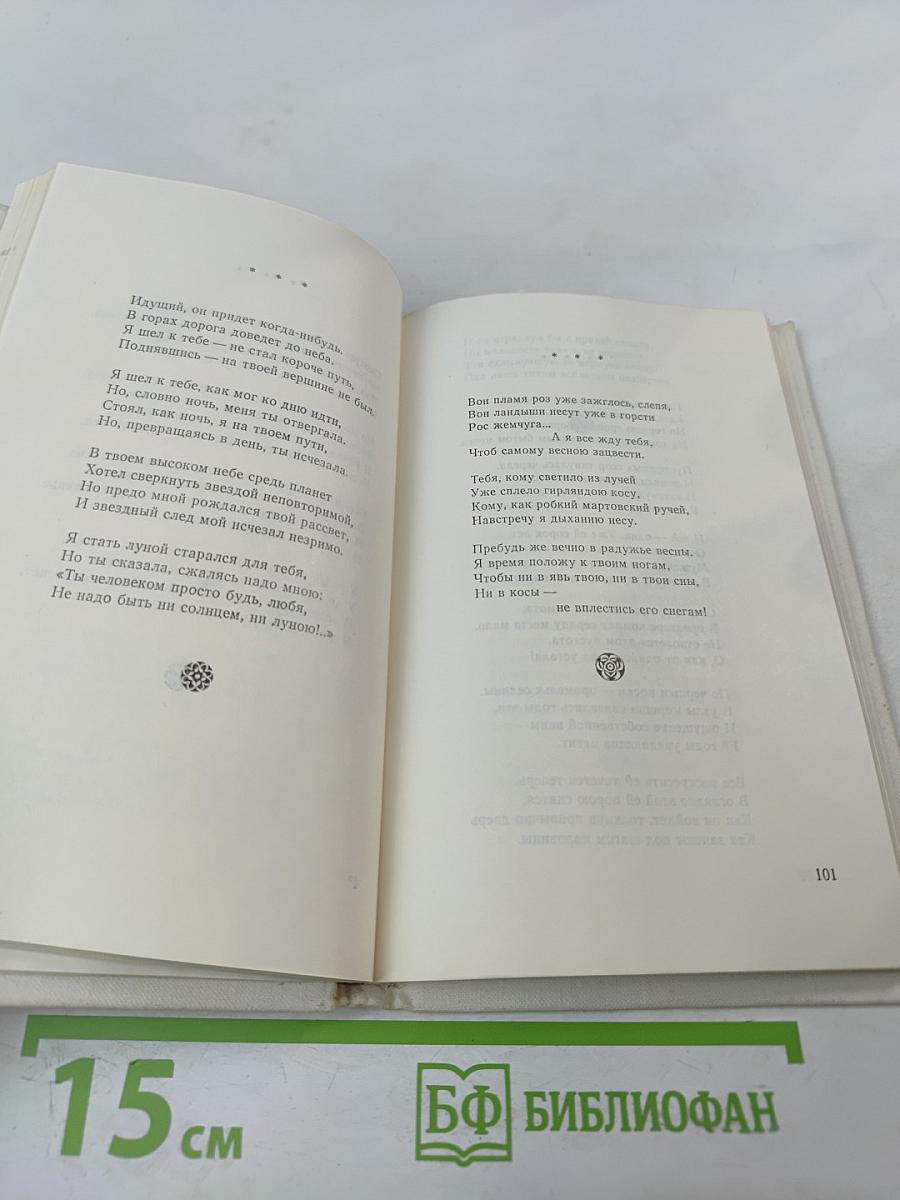 * * *
Идущий, он придет когда-нибудь.
В горах дорога доведет до неба.
Я шел к тебе — не стал короче путь,
Поднявшись — на твоей вершине не был.
Я шел к тебе, как мог ко дню идти,
Но, словно ночь, меня ты отвергала.
Стоял, как ночь, я на твоем пути,
Но, превращаясь в день, ты исчезала.
В твоем высоком небе средь планет
Хотел сверкнуть звездой неповторимой,
Но предо мной рождался твой рассвет,
И звездный след мой исчезал незримо.
Я стать луной старался для тебя,
Но ты сказала, сжалясь надо мною:
«Ты человеком просто будь, любя,
Не надо быть ни солнцем, ни луною!..»
* * *
Вон пламя роз уже зажглось, слепя,
Вон ландыши несут уже в горсти
Рос жемчуга...
А я все жду тебя,
Чтоб самому весною зацвести.
Тебя, кому светило из лучей
Уже сплело гирляндою косу,
Кому, как робкий мартовский ручей,
Навстречу я дыханию несу.
Пребудь же вечно в радужье весны.
Я время положу к твоим ногам,
Чтобы ни в явь твою, ни в твои сны,
Ни в косы —
не вплестись его снегам!
101
15 см
БФ БИБЛИОФАН